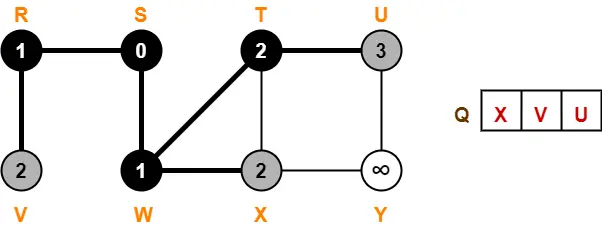 R S T U
1 0 2 3
Q X V U
2 1 2 ∞
V W X Y